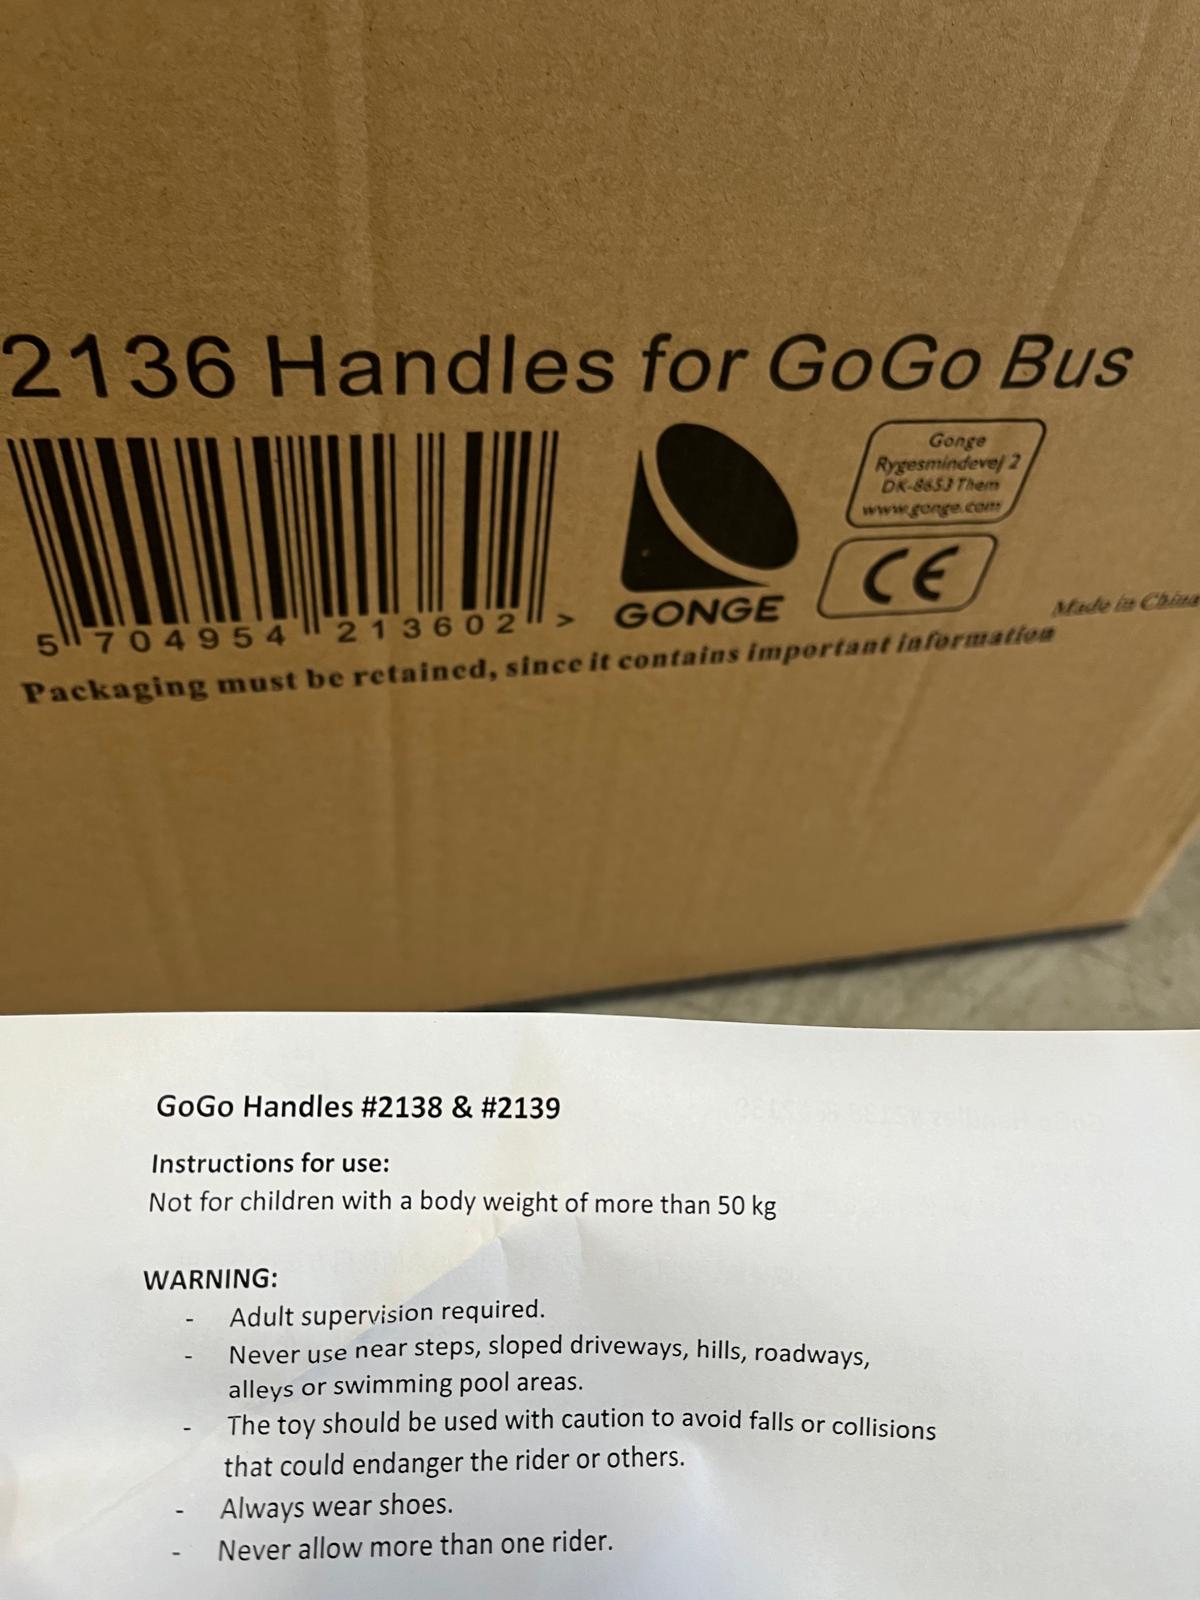 2136 Handles for GoGo Bus
Gonge
Rygesmindevej 2
DK-8653 Them
www.gonge.com
CE
GONGE
Made in China
5 704954 213602 >
Packaging must be retained, since it contains important information
GoGo Handles #2138 & #2139
Instructions for use:
Not for children with a body weight of more than 50 kg
WARNING:
- Adult supervision required.
- Never use near steps, sloped driveways, hills, roadways,
alleys or swimming pool areas.
- The toy should be used with caution to avoid falls or collisions
that could endanger the rider or others.
- Always wear shoes.
- Never allow more than one rider.